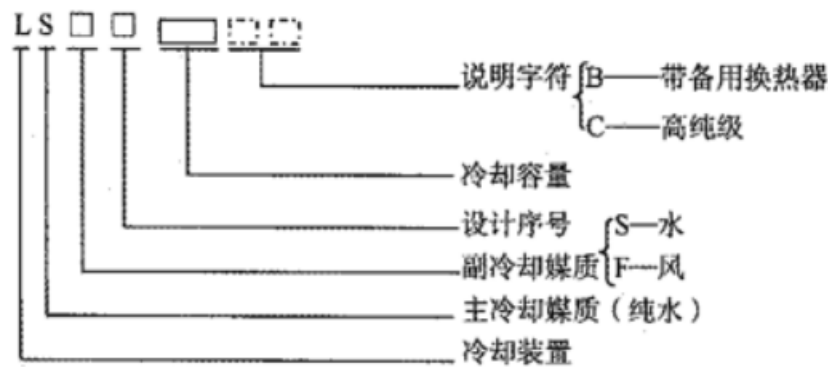 LS□□
说明字符 B——带备用换热器
C——高纯级
冷却容量
设计序号 S—水
副冷却媒质 F—风
主冷却媒质（纯水）
冷却装置